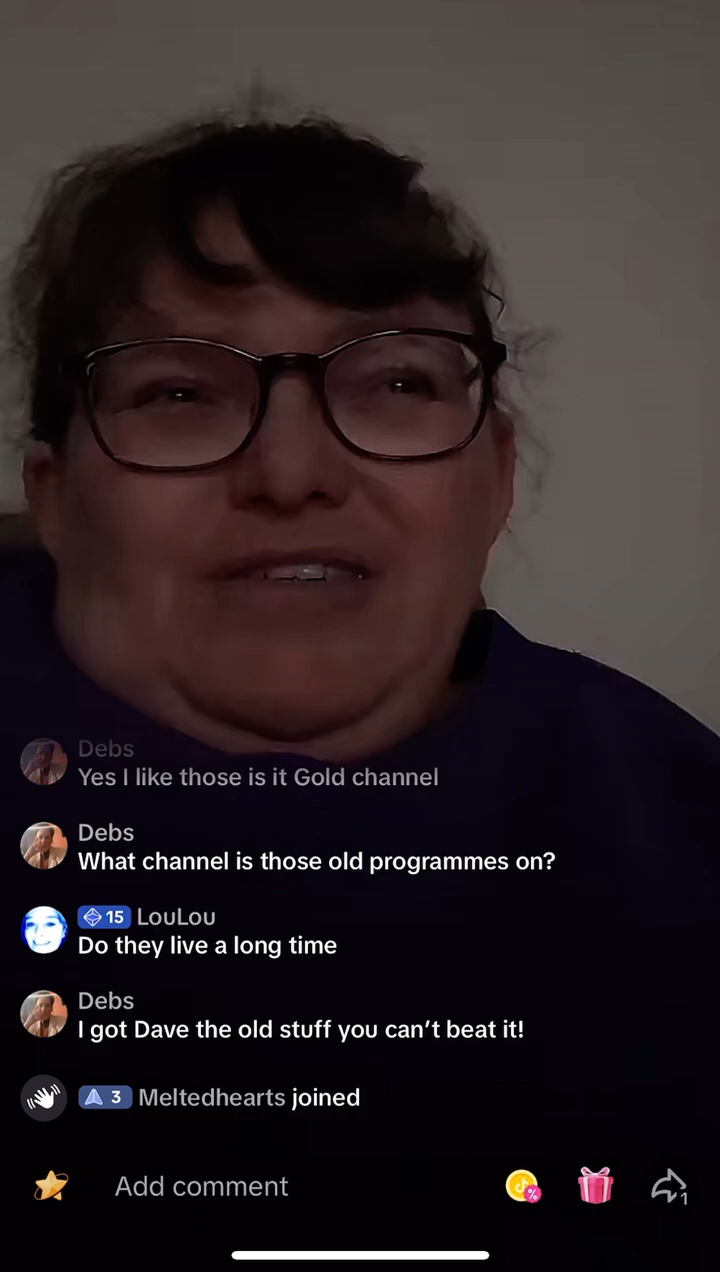 Debs
Yes I like those is it Gold channel
Debs
What channel is those old programmes on?
15 LouLou
Do they live a long time
Debs
I got Dave the old stuff you can’t beat it!
3 Meltedhearts joined
Add comment
%
1